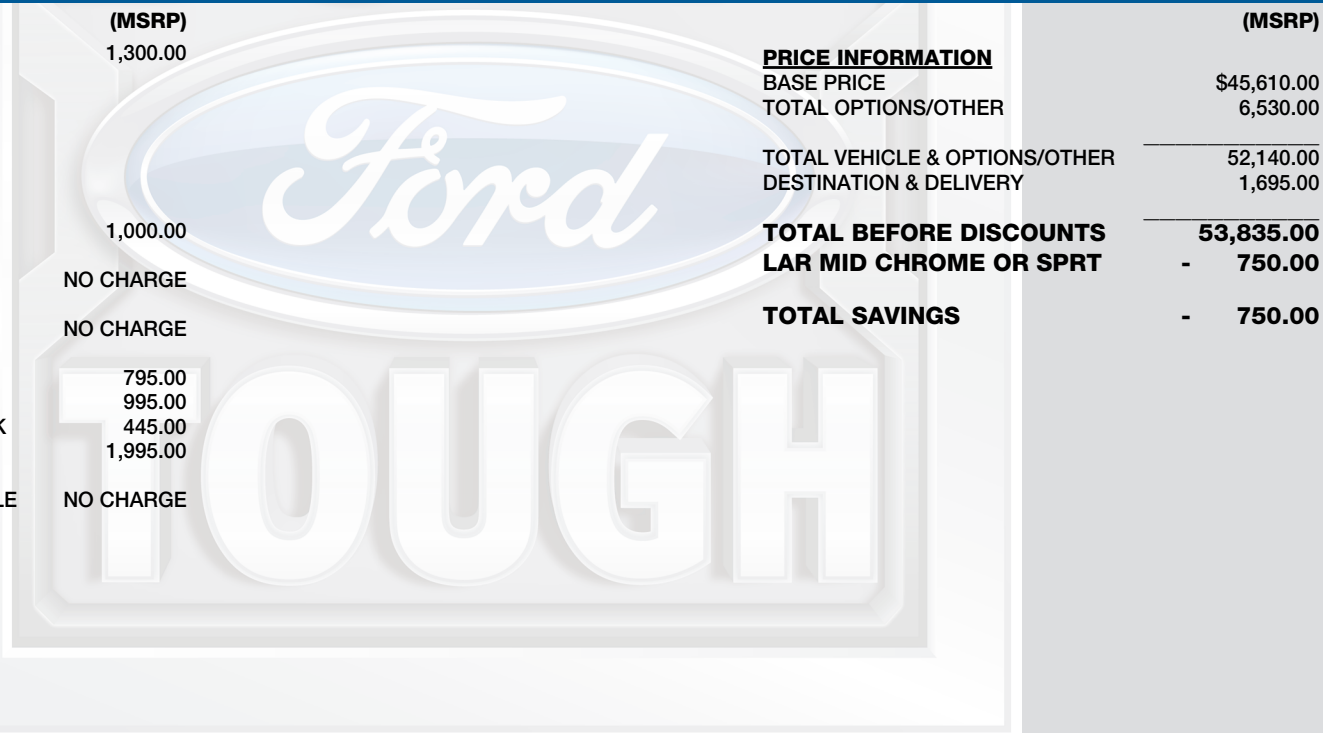 (MSRP)
1,300.00
1,000.00
NO CHARGE
NO CHARGE
795.00
995.00
K 445.00
1,995.00
LE NO CHARGE
Ford
TOUGH
(MSRP)
PRICE INFORMATION
BASE PRICE $45,610.00
TOTAL OPTIONS/OTHER 6,530.00
TOTAL VEHICLE & OPTIONS/OTHER 52,140.00
DESTINATION & DELIVERY 1,695.00
TOTAL BEFORE DISCOUNTS 53,835.00
LAR MID CHROME OR SPRT - 750.00
TOTAL SAVINGS - 750.00